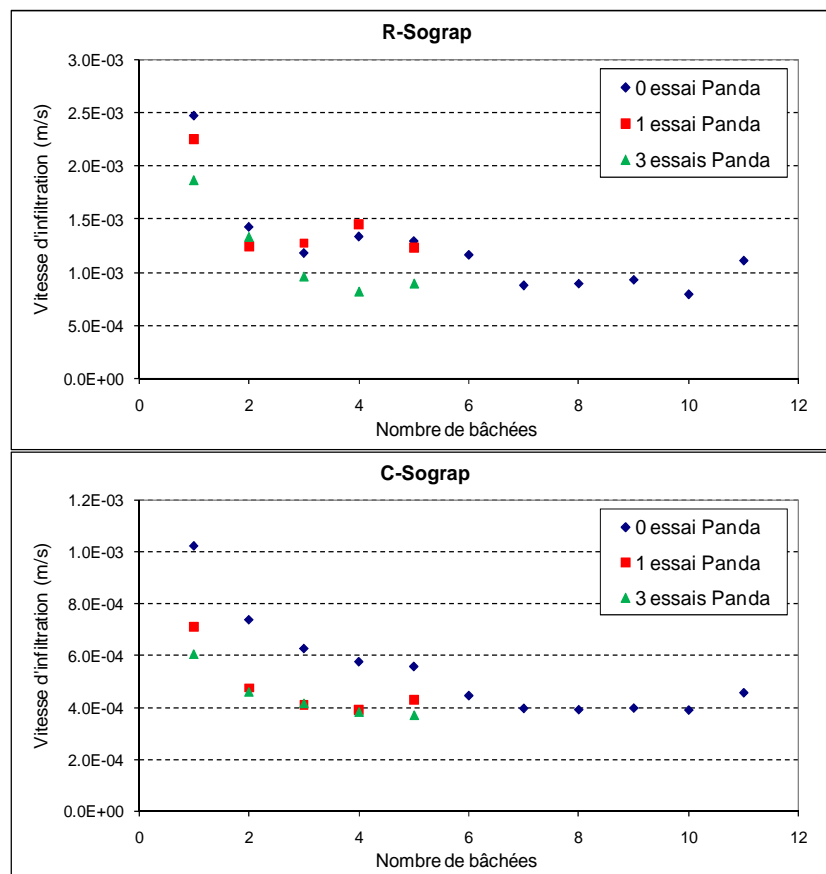 R-Sograp
3.0E-03
2.5E-03
2.0E-03
1.5E-03
1.0E-03
5.0E-04
0.0E+00
Vitesse d'infiltration (m/s)
0 essai Panda
1 essai Panda
3 essais Panda
0 2 4 6 8 10 12
Nombre de bâchées
C-Sograp
1.2E-03
1.0E-03
8.0E-04
6.0E-04
4.0E-04
2.0E-04
0.0E+00
Vitesse d'infiltration (m/s)
0 essai Panda
1 essai Panda
3 essais Panda
0 2 4 6 8 10 12
Nombre de bâchées